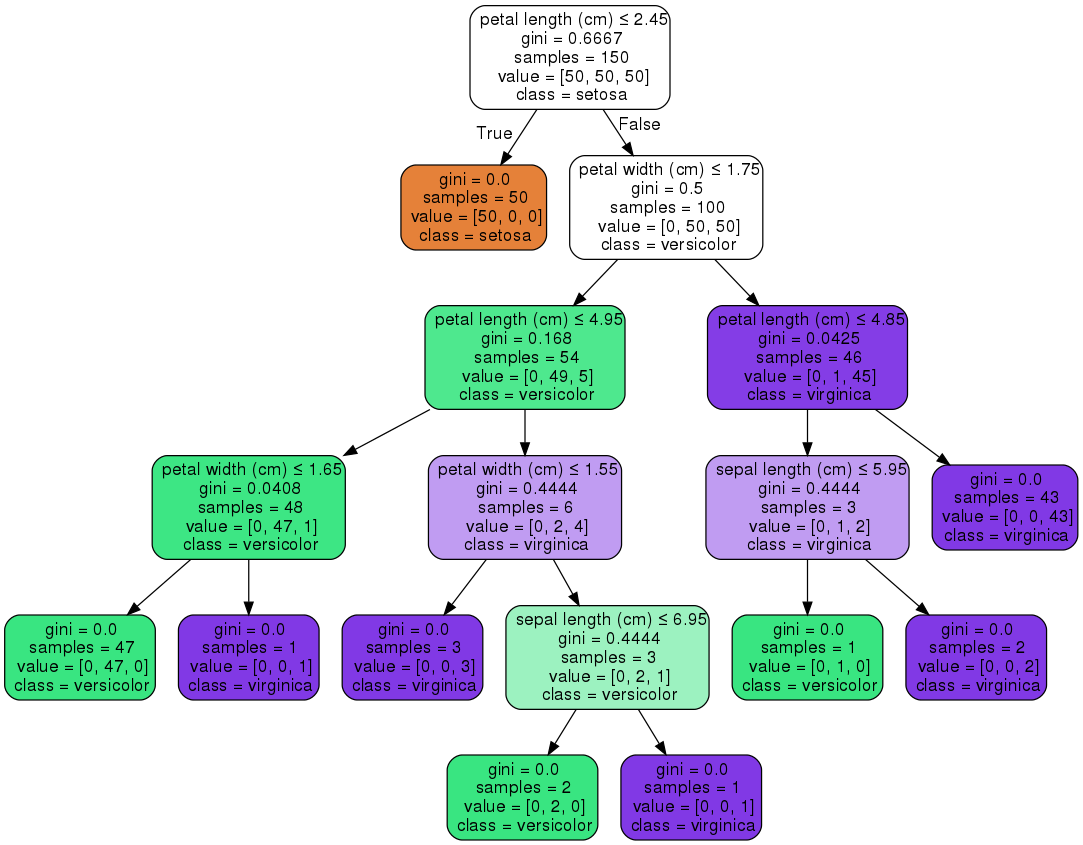 petal length (cm) ≤ 2.45
gini = 0.6667
samples = 150
value = [50, 50, 50]
class = setosa
True
False
gini = 0.0
samples = 50
value = [50, 0, 0]
class = setosa
petal width (cm) ≤ 1.75
gini = 0.5
samples = 100
value = [0, 50, 50]
class = versicolor
petal length (cm) ≤ 4.95
gini = 0.168
samples = 54
value = [0, 49, 5]
class = versicolor
petal length (cm) ≤ 4.85
gini = 0.0425
samples = 46
value = [0, 1, 45]
class = virginica
petal width (cm) ≤ 1.65
gini = 0.0408
samples = 48
value = [0, 47, 1]
class = versicolor
petal width (cm) ≤ 1.55
gini = 0.4444
samples = 6
value = [0, 2, 4]
class = virginica
sepal length (cm) ≤ 5.95
gini = 0.4444
samples = 3
value = [0, 1, 2]
class = virginica
gini = 0.0
samples = 43
value = [0, 0, 43]
class = virginica
gini = 0.0
samples = 47
value = [0, 47, 0]
class = versicolor
gini = 0.0
samples = 1
value = [0, 0, 1]
class = virginica
gini = 0.0
samples = 3
value = [0, 0, 3]
class = virginica
sepal length (cm) ≤ 6.95
gini = 0.4444
samples = 3
value = [0, 2, 1]
class = versicolor
gini = 0.0
samples = 1
value = [0, 1, 0]
class = versicolor
gini = 0.0
samples = 2
value = [0, 0, 2]
class = virginica
gini = 0.0
samples = 2
value = [0, 2, 0]
class = versicolor
gini = 0.0
samples = 1
value = [0, 0, 1]
class = virginica